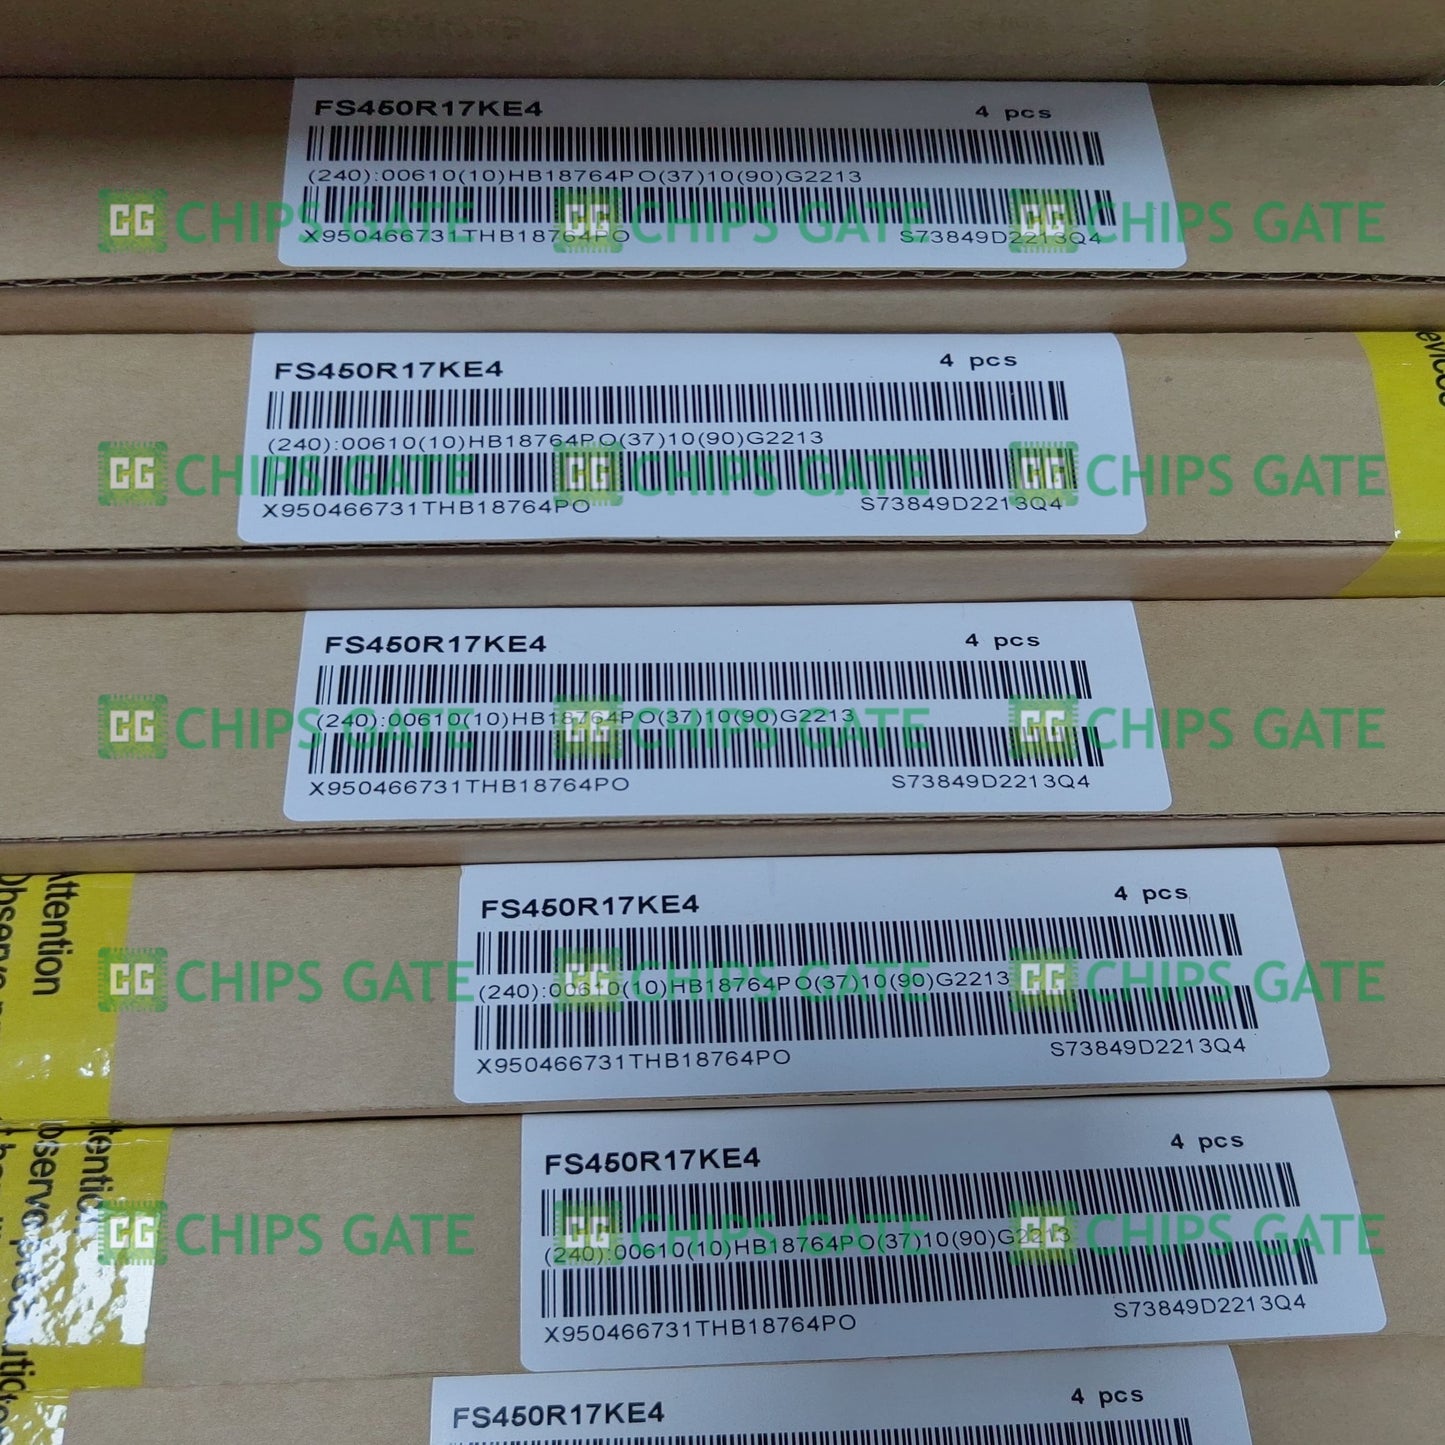 FS450R17KE4 4 pcs
(240):00610(10)HB18764PO(37)10(90)G2213
CG CHIPS GATE CG CHIPS GATE CG CHIPS GATE
X950466731THB18764PO S73849D2213Q4
evices
FS450R17KE4 4 pcs
(240):00610(10)HB18764PO(37)10(90)G2213
CG CHIPS GATE CG CHIPS GATE CG CHIPS GATE
X950466731THB18764PO S73849D2213Q4
FS450R17KE4 4 pcs
(240):00610(10)HB18764PO(37)10(90)G2213
CG CHIPS GATE CG CHIPS GATE CG CHIPS GATE
X950466731THB18764PO S73849D2213Q4
Attention
FS450R17KE4 4 pcs
(240):00610(10)HB18764PO(37)10(90)G2213
CG CHIPS GATE CG CHIPS GATE CG CHIPS GATE
X950466731THB18764PO S73849D2213Q4
FS450R17KE4 4 pcs
(240):00610(10)HB18764PO(37)10(90)G2213
CG CHIPS GATE CG CHIPS GATE CG CHIPS GATE
X950466731THB18764PO S73849D2213Q4
FS450R17KE4 4 pcs